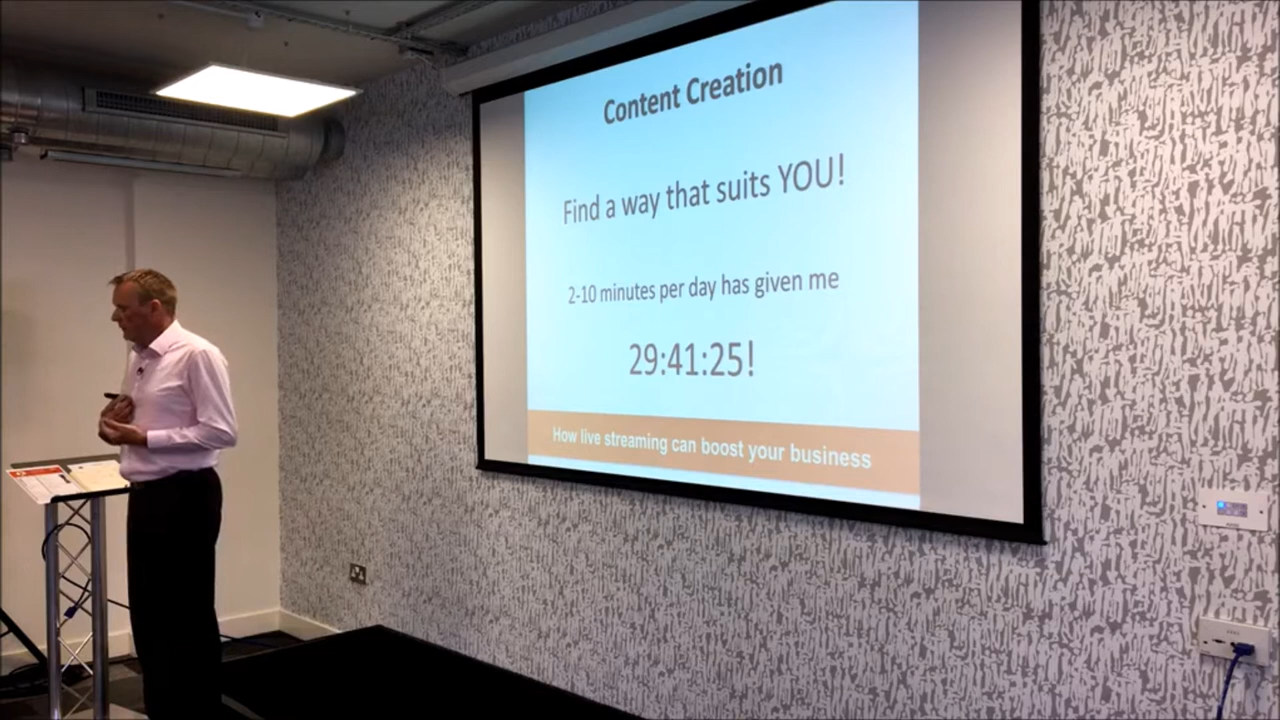 Content Creation
Find a way that suits YOU!
2-10 minutes per day has given me
29:41:25!
How live streaming can boost your business